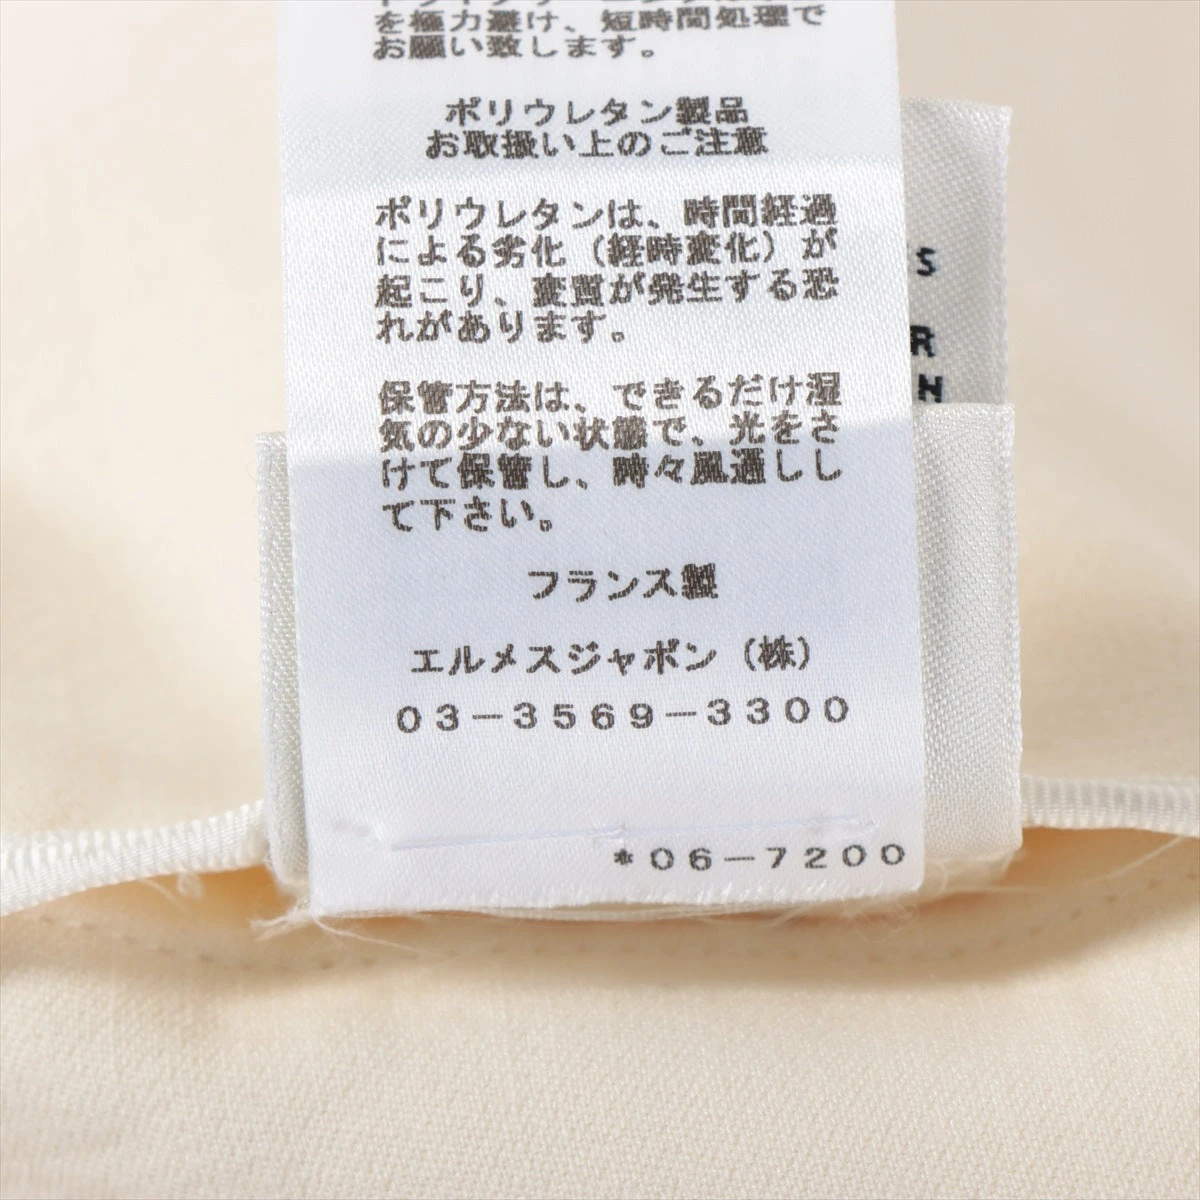 を極力避け、短時間処理で
お願い致します。
ポリウレタン製品
お取扱い上のご注意
ポリウレタンは、時間経過
による劣化（経時変化）が
起こり、変質が発生する恐
れがあります。
保管方法は、できるだけ湿
気の少ない状態で、光をさ
けて保管し、時々風通しし
て下さい。
フランス製
エルメスジャポン（株）
03-3569-3300
*06-7200
S
R
N